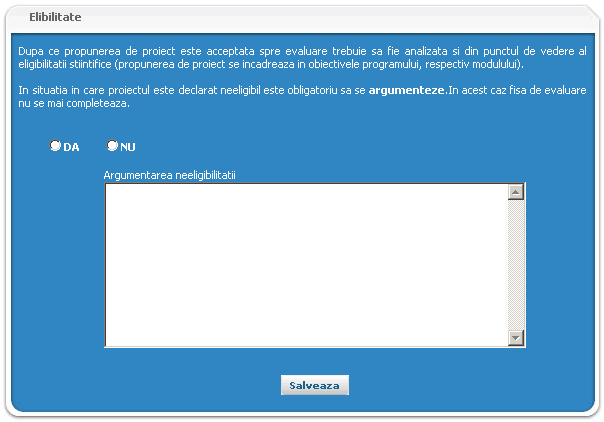 Elibilitate
Dupa ce propunerea de proiect este acceptata spre evaluare trebuie sa fie analizata si din punctul de vedere al
eligibilitatii stiintifice (propunerea de proiect se incadreaza in obiectivele programului, respectiv modulului).
In situatia in care proiectul este declarat neeligibil este obligatoriu sa se argumenteze.In acest caz fisa de evaluare
nu se mai completeaza.
DA NU
Argumentarea neeligibilitatii
Salveaza